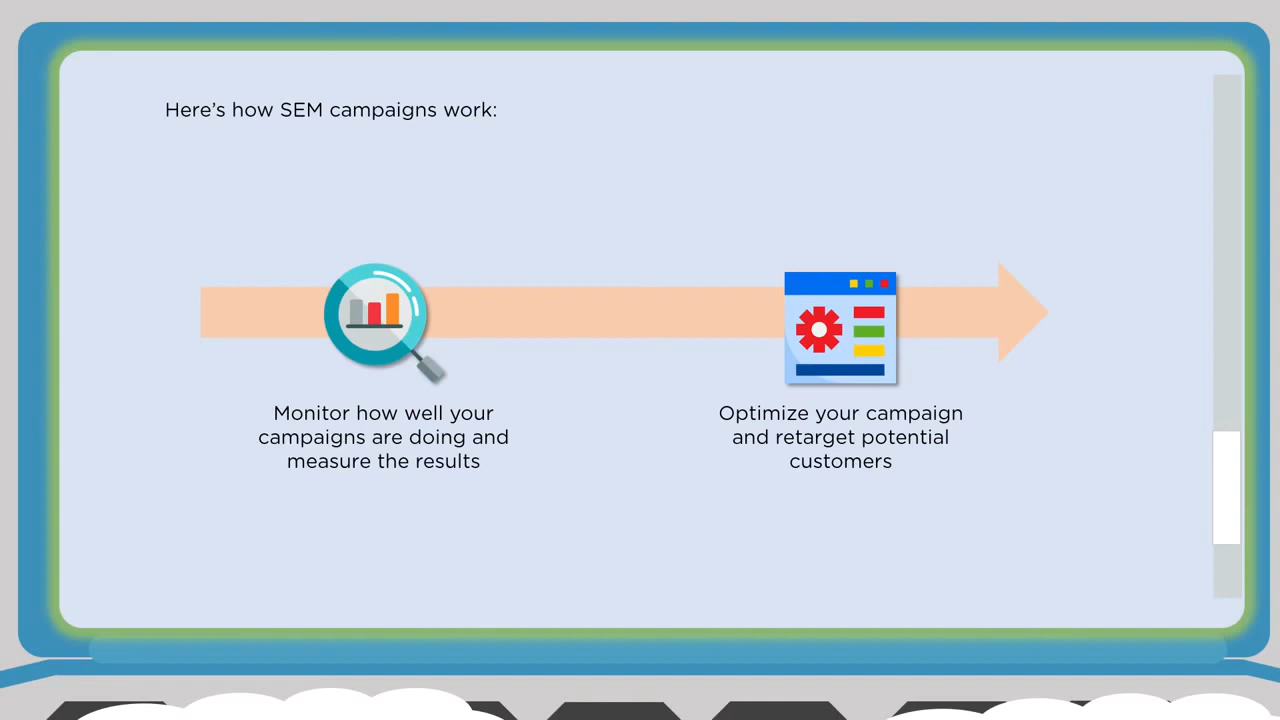 Here’s how SEM campaigns work:
Monitor how well your
campaigns are doing and
measure the results
Optimize your campaign
and retarget potential
customers